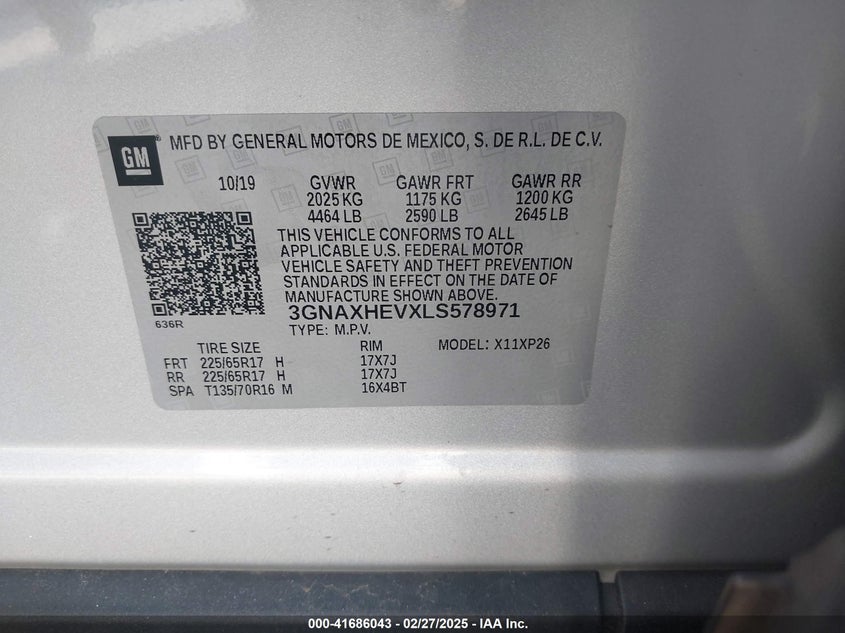 GM
MFD BY GENERAL MOTORS DE MEXICO, S. DE R.L. DE C.V.
10/19 GVWR GAWR FRT GAWR RR
2025 KG 1175 KG 1200 KG
4464 LB 2590 LB 2645 LB
THIS VEHICLE CONFORMS TO ALL
APPLICABLE U.S. FEDERAL MOTOR
VEHICLE SAFETY AND THEFT PREVENTION
STANDARDS IN EFFECT ON THE DATE OF
MANUFACTURE SHOWN ABOVE.
3GNAXHEVXLS578971
636R
TYPE: M.P.V.
TIRE SIZE RIM MODEL: X11XP26
FRT 225/65R17 H 17X7J
RR 225/65R17 H 17X7J
SPA T135/70R16 M 16X4BT
000-41686043 / 02/27/2025 - IAA Inc.